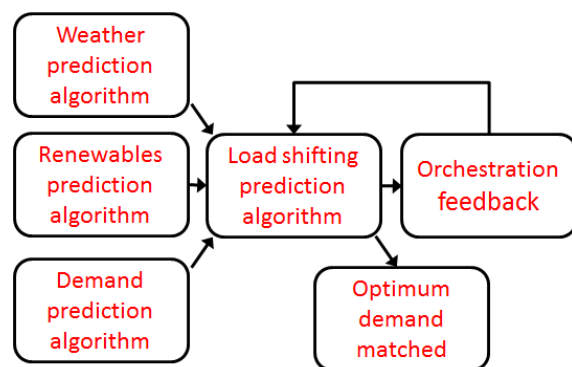 Weather
prediction
algorithm
Renewables
prediction
algorithm
Demand
prediction
algorithm
Load shifting
prediction
algorithm
Orchestration
feedback
Optimum
demand
matched